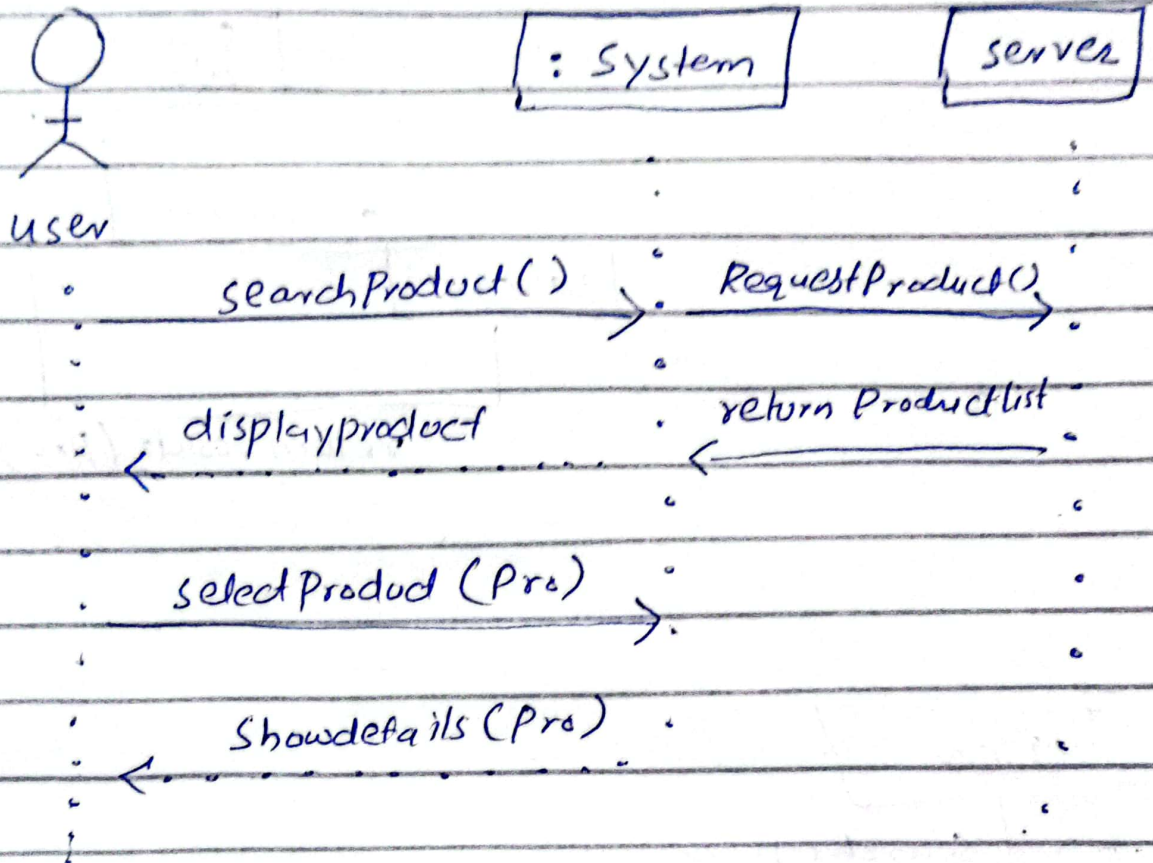 : System
server
user
searchProduct()
RequestProduct()
displayproduct
return Productlist
selectProduct (Pro)
Showdetails (Pro)